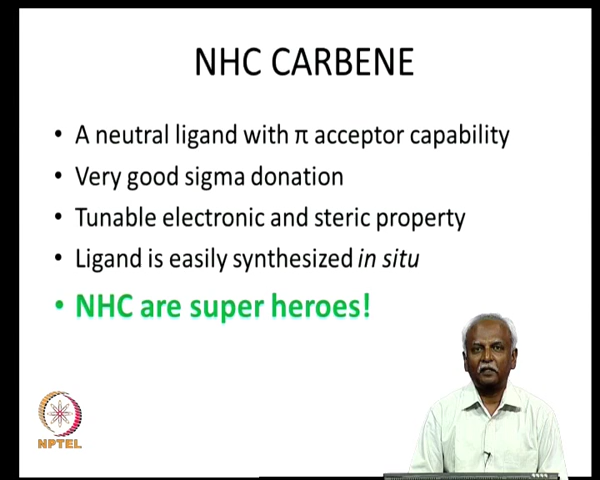 NHC CARBENE
• A neutral ligand with π acceptor capability
• Very good sigma donation
• Tunable electronic and steric property
• Ligand is easily synthesized in situ
• NHC are super heroes!
NPTEL